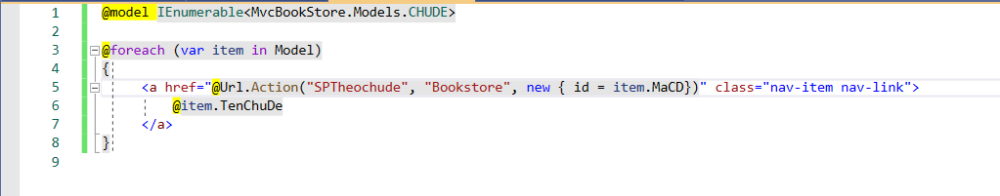 1 @model IEnumerable<MvcBookStore.Models.CHUDE>
2
3 @foreach (var item in Model)
4 {
5 <a href="@Url.Action("SPTheochude", "Bookstore", new { id = item.MaCD})" class="nav-item nav-link">
6 @item.TenChuDe
7 </a>
8 }
9